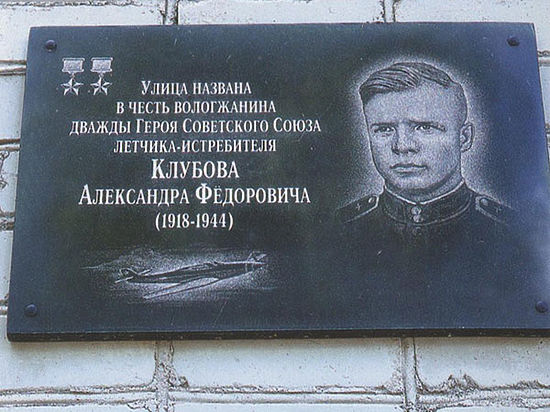 Улица названа
в честь вологжанина
дважды Героя Советского Союза
летчика-истребителя
Клубова
Александра Фёдоровича
(1918-1944)